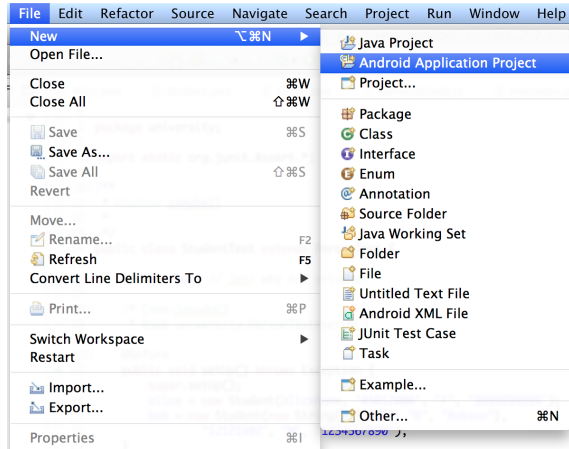 File Edit Refactor Source Navigate Search Project Run Window Help
New ⌥⌘N ▶
Open File...
Close ⌘W
Close All ⇧⌘W
Save ⌘S
Save As...
Save All ⇧⌘S
Revert
Move...
Rename... F2
Refresh F5
Convert Line Delimiters To ▶
Print... ⌘P
Switch Workspace ▶
Restart
Import...
Export...
Properties ⌘I
Java Project
Android Application Project
Project...
Package
Class
Interface
Enum
Annotation
Source Folder
Java Working Set
Folder
File
Untitled Text File
Android XML File
JUnit Test Case
Task
Example...
Other... ⌘N
1234567890");